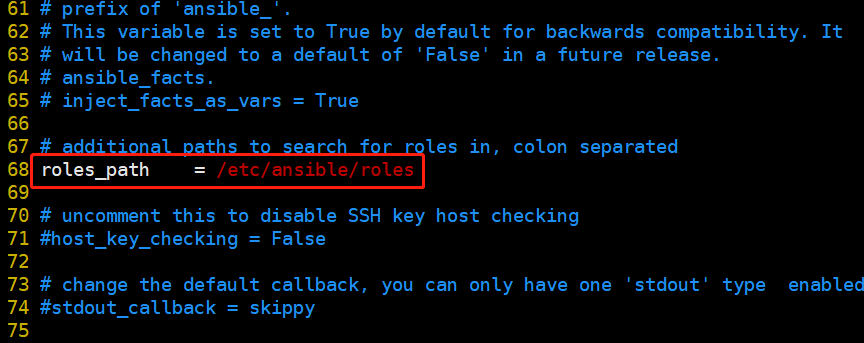 61 # prefix of 'ansible_'.
62 # This variable is set to True by default for backwards compatibility. It
63 # will be changed to a default of 'False' in a future release.
64 # ansible_facts.
65 # inject_facts_as_vars = True
66
67 # additional paths to search for roles in, colon separated
68 roles_path    = /etc/ansible/roles
69
70 # uncomment this to disable SSH key host checking
71 #host_key_checking = False
72
73 # change the default callback, you can only have one 'stdout' type  enabled
74 #stdout_callback = skippy
75